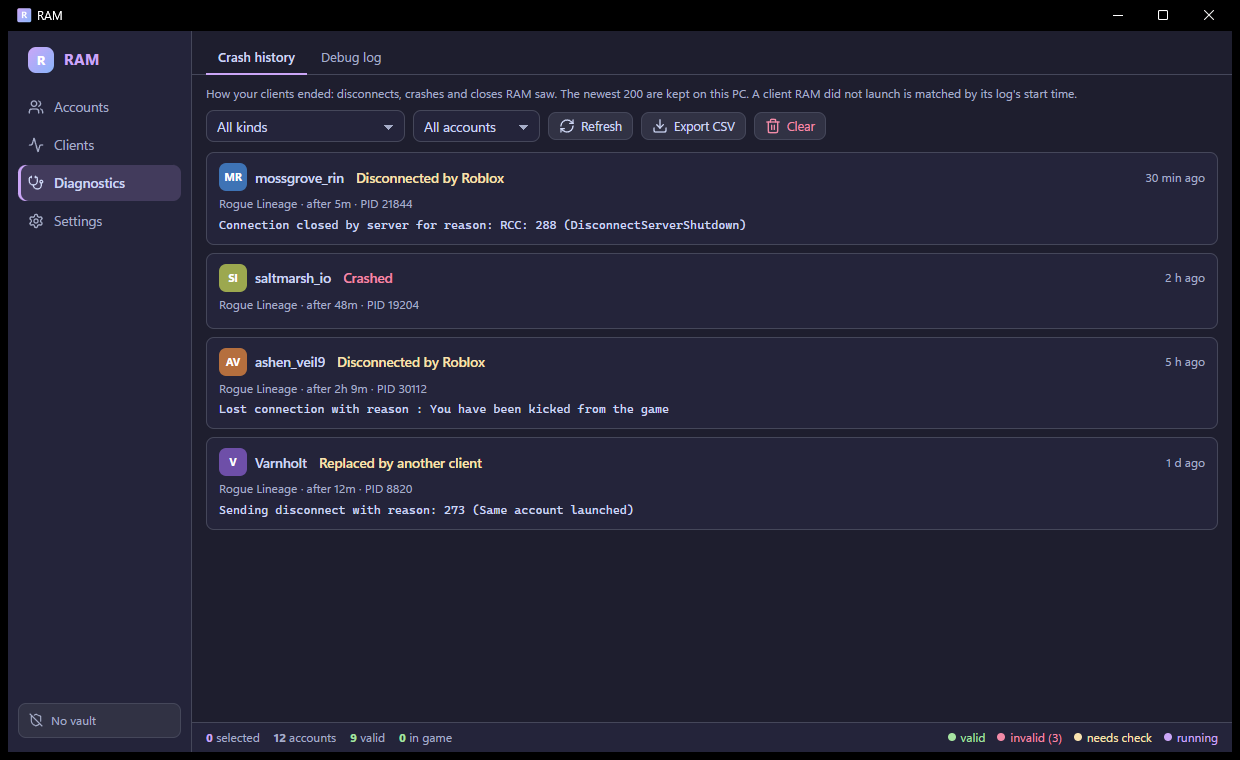 R RAM
R RAM
Accounts
Clients
Diagnostics
Settings
No vault
Crash history Debug log
How your clients ended: disconnects, crashes and closes RAM saw. The newest 200 are kept on this PC. A client RAM did not launch is matched by its log's start time.
All kinds All accounts Refresh Export CSV Clear
MR mossgrove_rin Disconnected by Roblox 30 min ago
Rogue Lineage · after 5m · PID 21844
Connection closed by server for reason: RCC: 288 (DisconnectServerShutdown)
SI saltmarsh_io Crashed 2 h ago
Rogue Lineage · after 48m · PID 19204
AV ashen_veil9 Disconnected by Roblox 5 h ago
Rogue Lineage · after 2h 9m · PID 30112
Lost connection with reason : You have been kicked from the game
V Varnholt Replaced by another client 1 d ago
Rogue Lineage · after 12m · PID 8820
Sending disconnect with reason: 273 (Same account launched)
0 selected 12 accounts 9 valid 0 in game valid invalid (3) needs check running